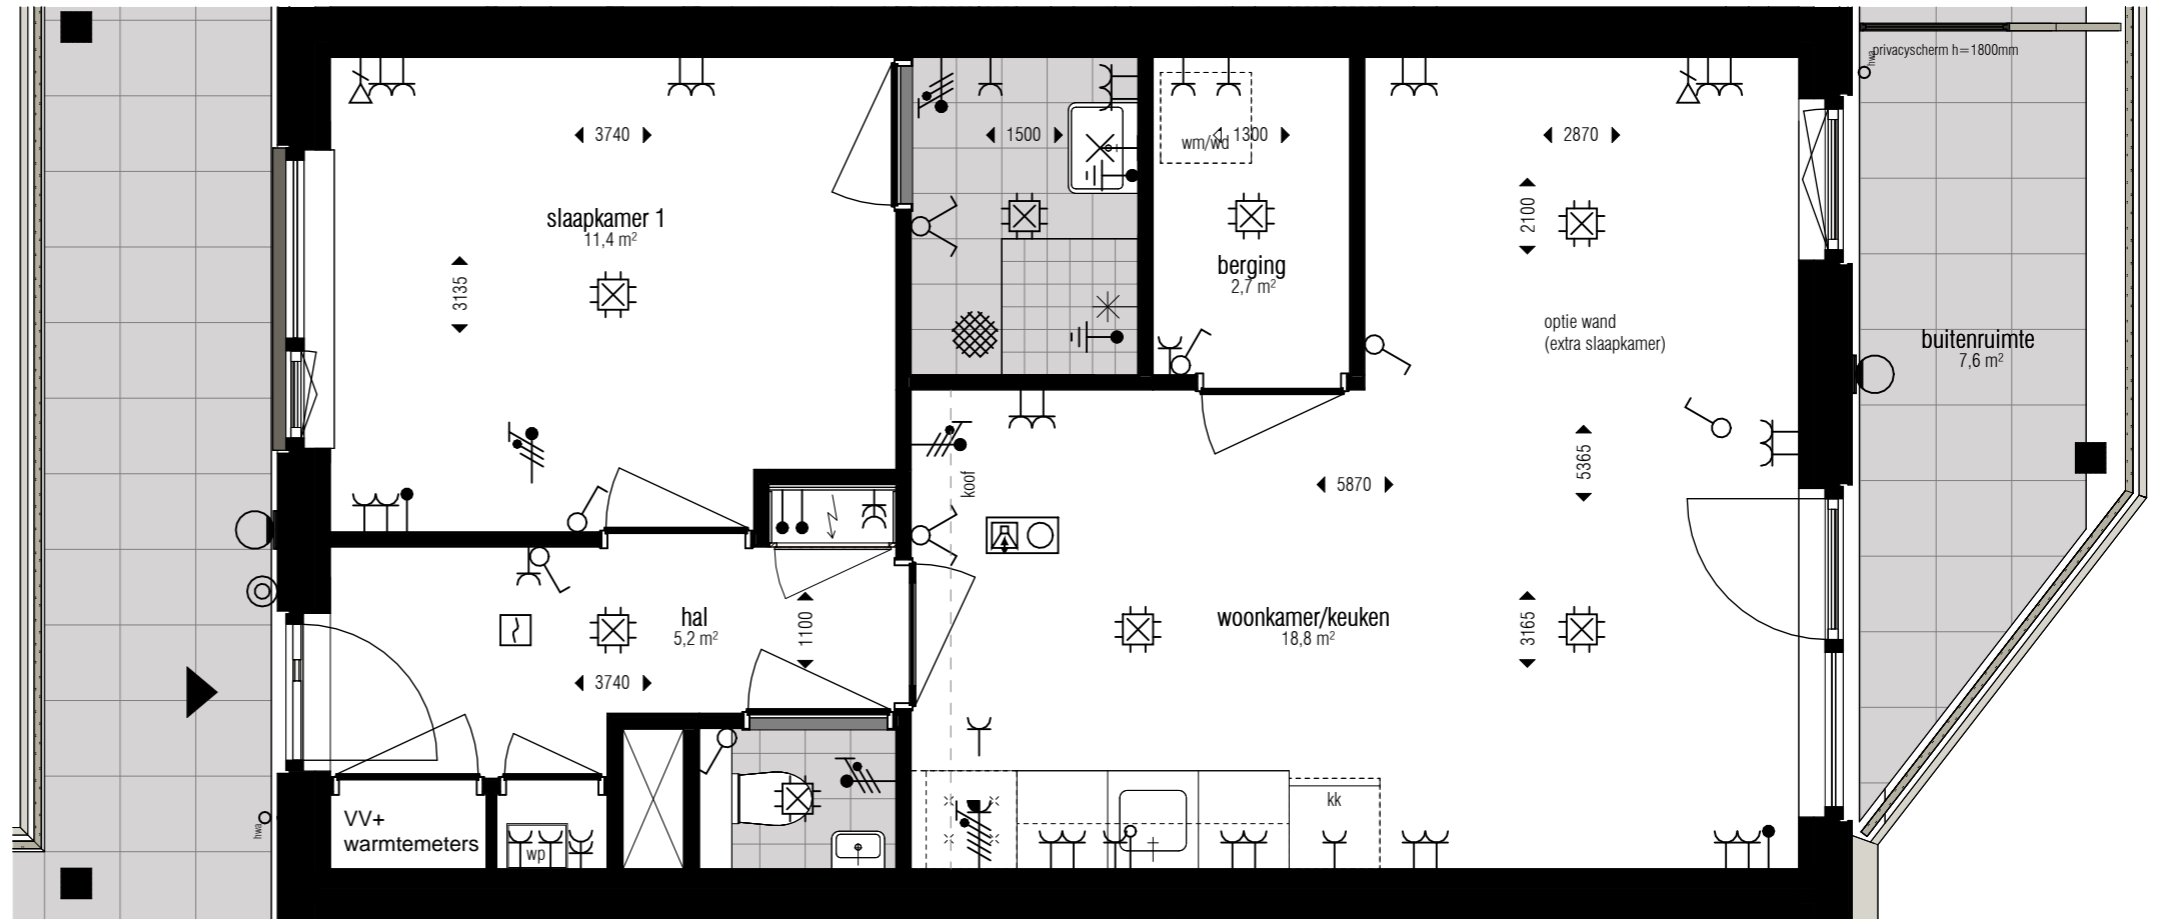 privacyscherm h=1800mm
hwa
3740
1500
1300
wm/wd
2870
2100
slaapkamer 1
11,4 m²
3135
berging
2,7 m²
optie wand
(extra slaapkamer)
buitenruimte
7,6 m²
koof
5870
5365
hal
5,2 m²
1100
3740
woonkamer/keuken
18,8 m²
3165
kk
hwa
VV+
warmtemeters
wp